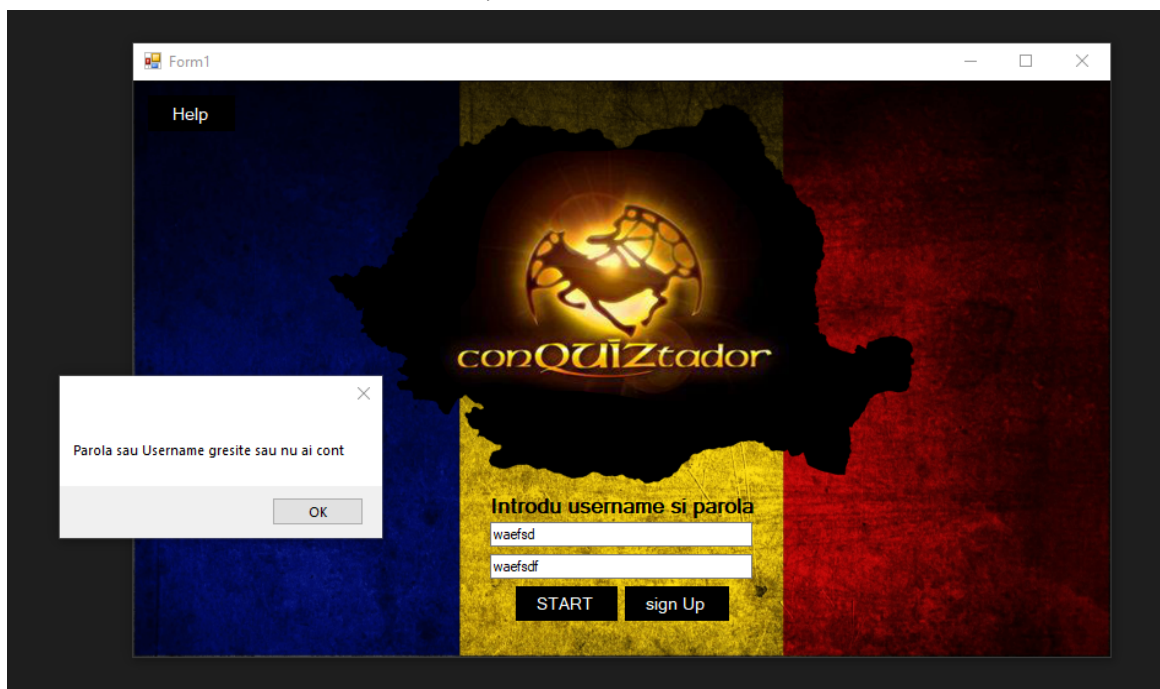 Form1
Help
conQUIZtador
Parola sau Username gresite sau nu ai cont
OK
Introdu username si parola
waefsd
waefsdf
START
sign Up